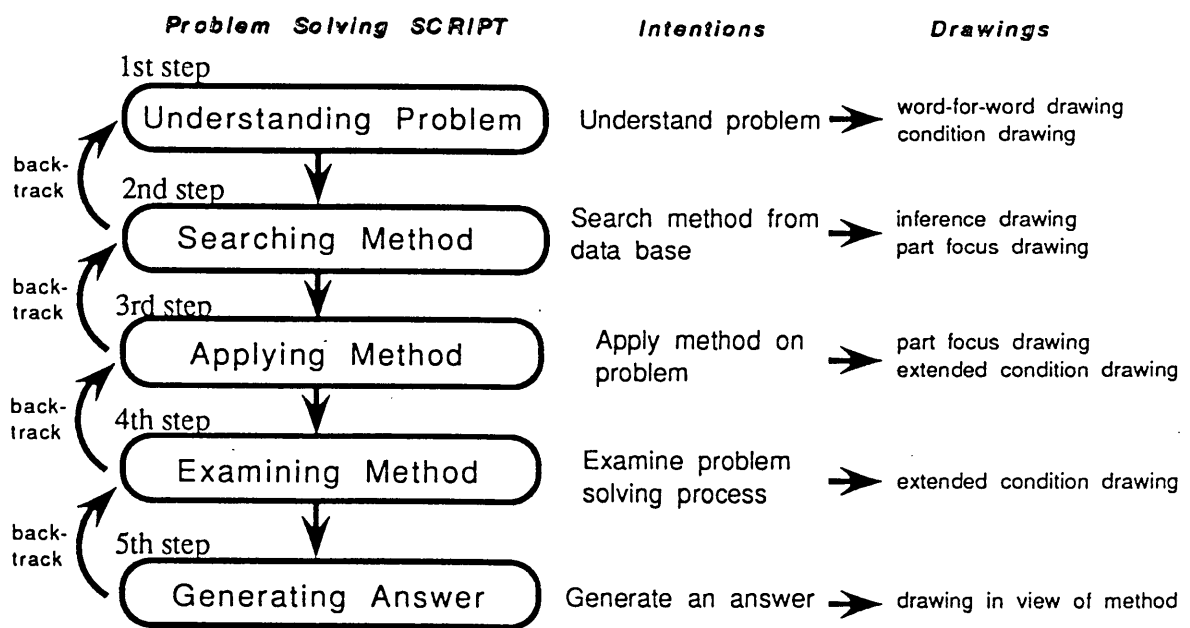 Problem Solving SCRIPT Intentions Drawings
1st step
Understanding Problem
Understand problem
word-for-word drawing
condition drawing
back-
track
2nd step
Searching Method
Search method from
data base
inference drawing
part focus drawing
back-
track
3rd step
Applying Method
Apply method on
problem
part focus drawing
extended condition drawing
back-
track
4th step
Examining Method
Examine problem
solving process
extended condition drawing
back-
track
5th step
Generating Answer
Generate an answer
drawing in view of method